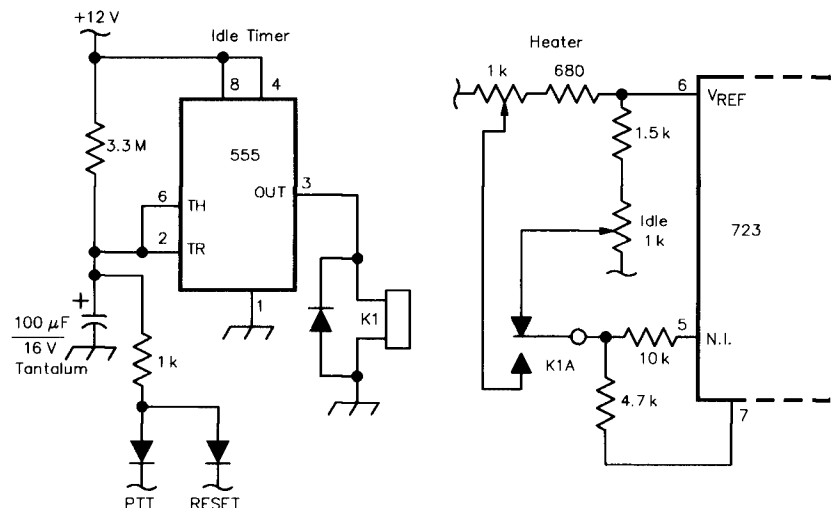 +12 V
Idle Timer
8
4
3.3 M
555
6
TH
OUT
3
2
TR
1
+
100 µF
16 V
Tantalum
1 k
K1
PTT
RESET
Heater
1 k
680
6
VREF
1.5 k
Idle
1 k
723
5
N.I.
10 k
K1A
4.7 k
7